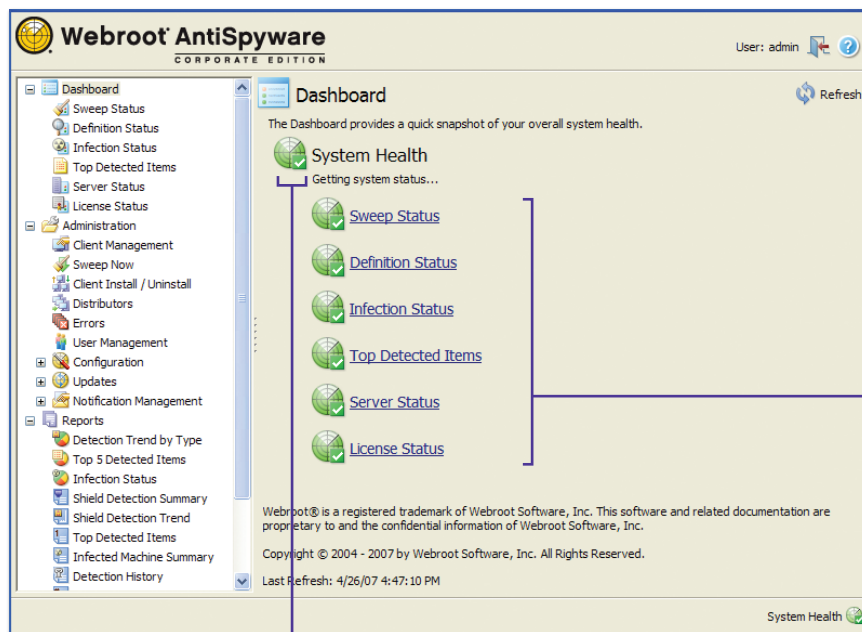 Webroot® AntiSpyware
CORPORATE EDITION
User: admin
Dashboard
Sweep Status
Definition Status
Infection Status
Top Detected Items
Server Status
License Status
Administration
Client Management
Sweep Now
Client Install / Uninstall
Distributors
Errors
User Management
Configuration
Updates
Notification Management
Reports
Detection Trend by Type
Top 5 Detected Items
Infection Status
Shield Detection Summary
Shield Detection Trend
Top Detected Items
Infected Machine Summary
Detection History
Dashboard
Refresh
The Dashboard provides a quick snapshot of your overall system health.
System Health
Getting system status...
Sweep Status
Definition Status
Infection Status
Top Detected Items
Server Status
License Status
Webroot® is a registered trademark of Webroot Software, Inc. This software and related documentation are
proprietary to and the confidential information of Webroot Software, Inc.
Copyright © 2004 - 2007 by Webroot Software, Inc. All Rights Reserved.
Last Refresh: 4/26/07 4:47:10 PM
System Health